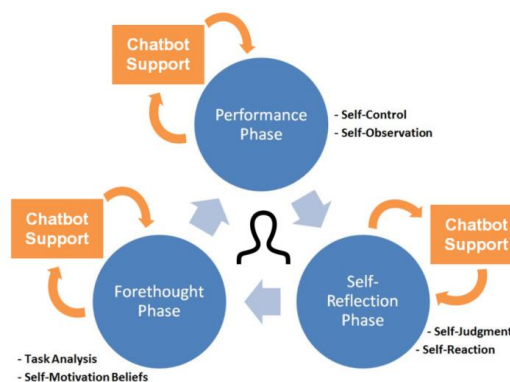 Chatbot
Support
Performance
Phase
- Self-Control
- Self-Observation
Chatbot
Support
Forethought
Phase
- Task Analysis
- Self-Motivation Beliefs
Self-
Reflection
Phase
Chatbot
Support
- Self-Judgment
- Self-Reaction